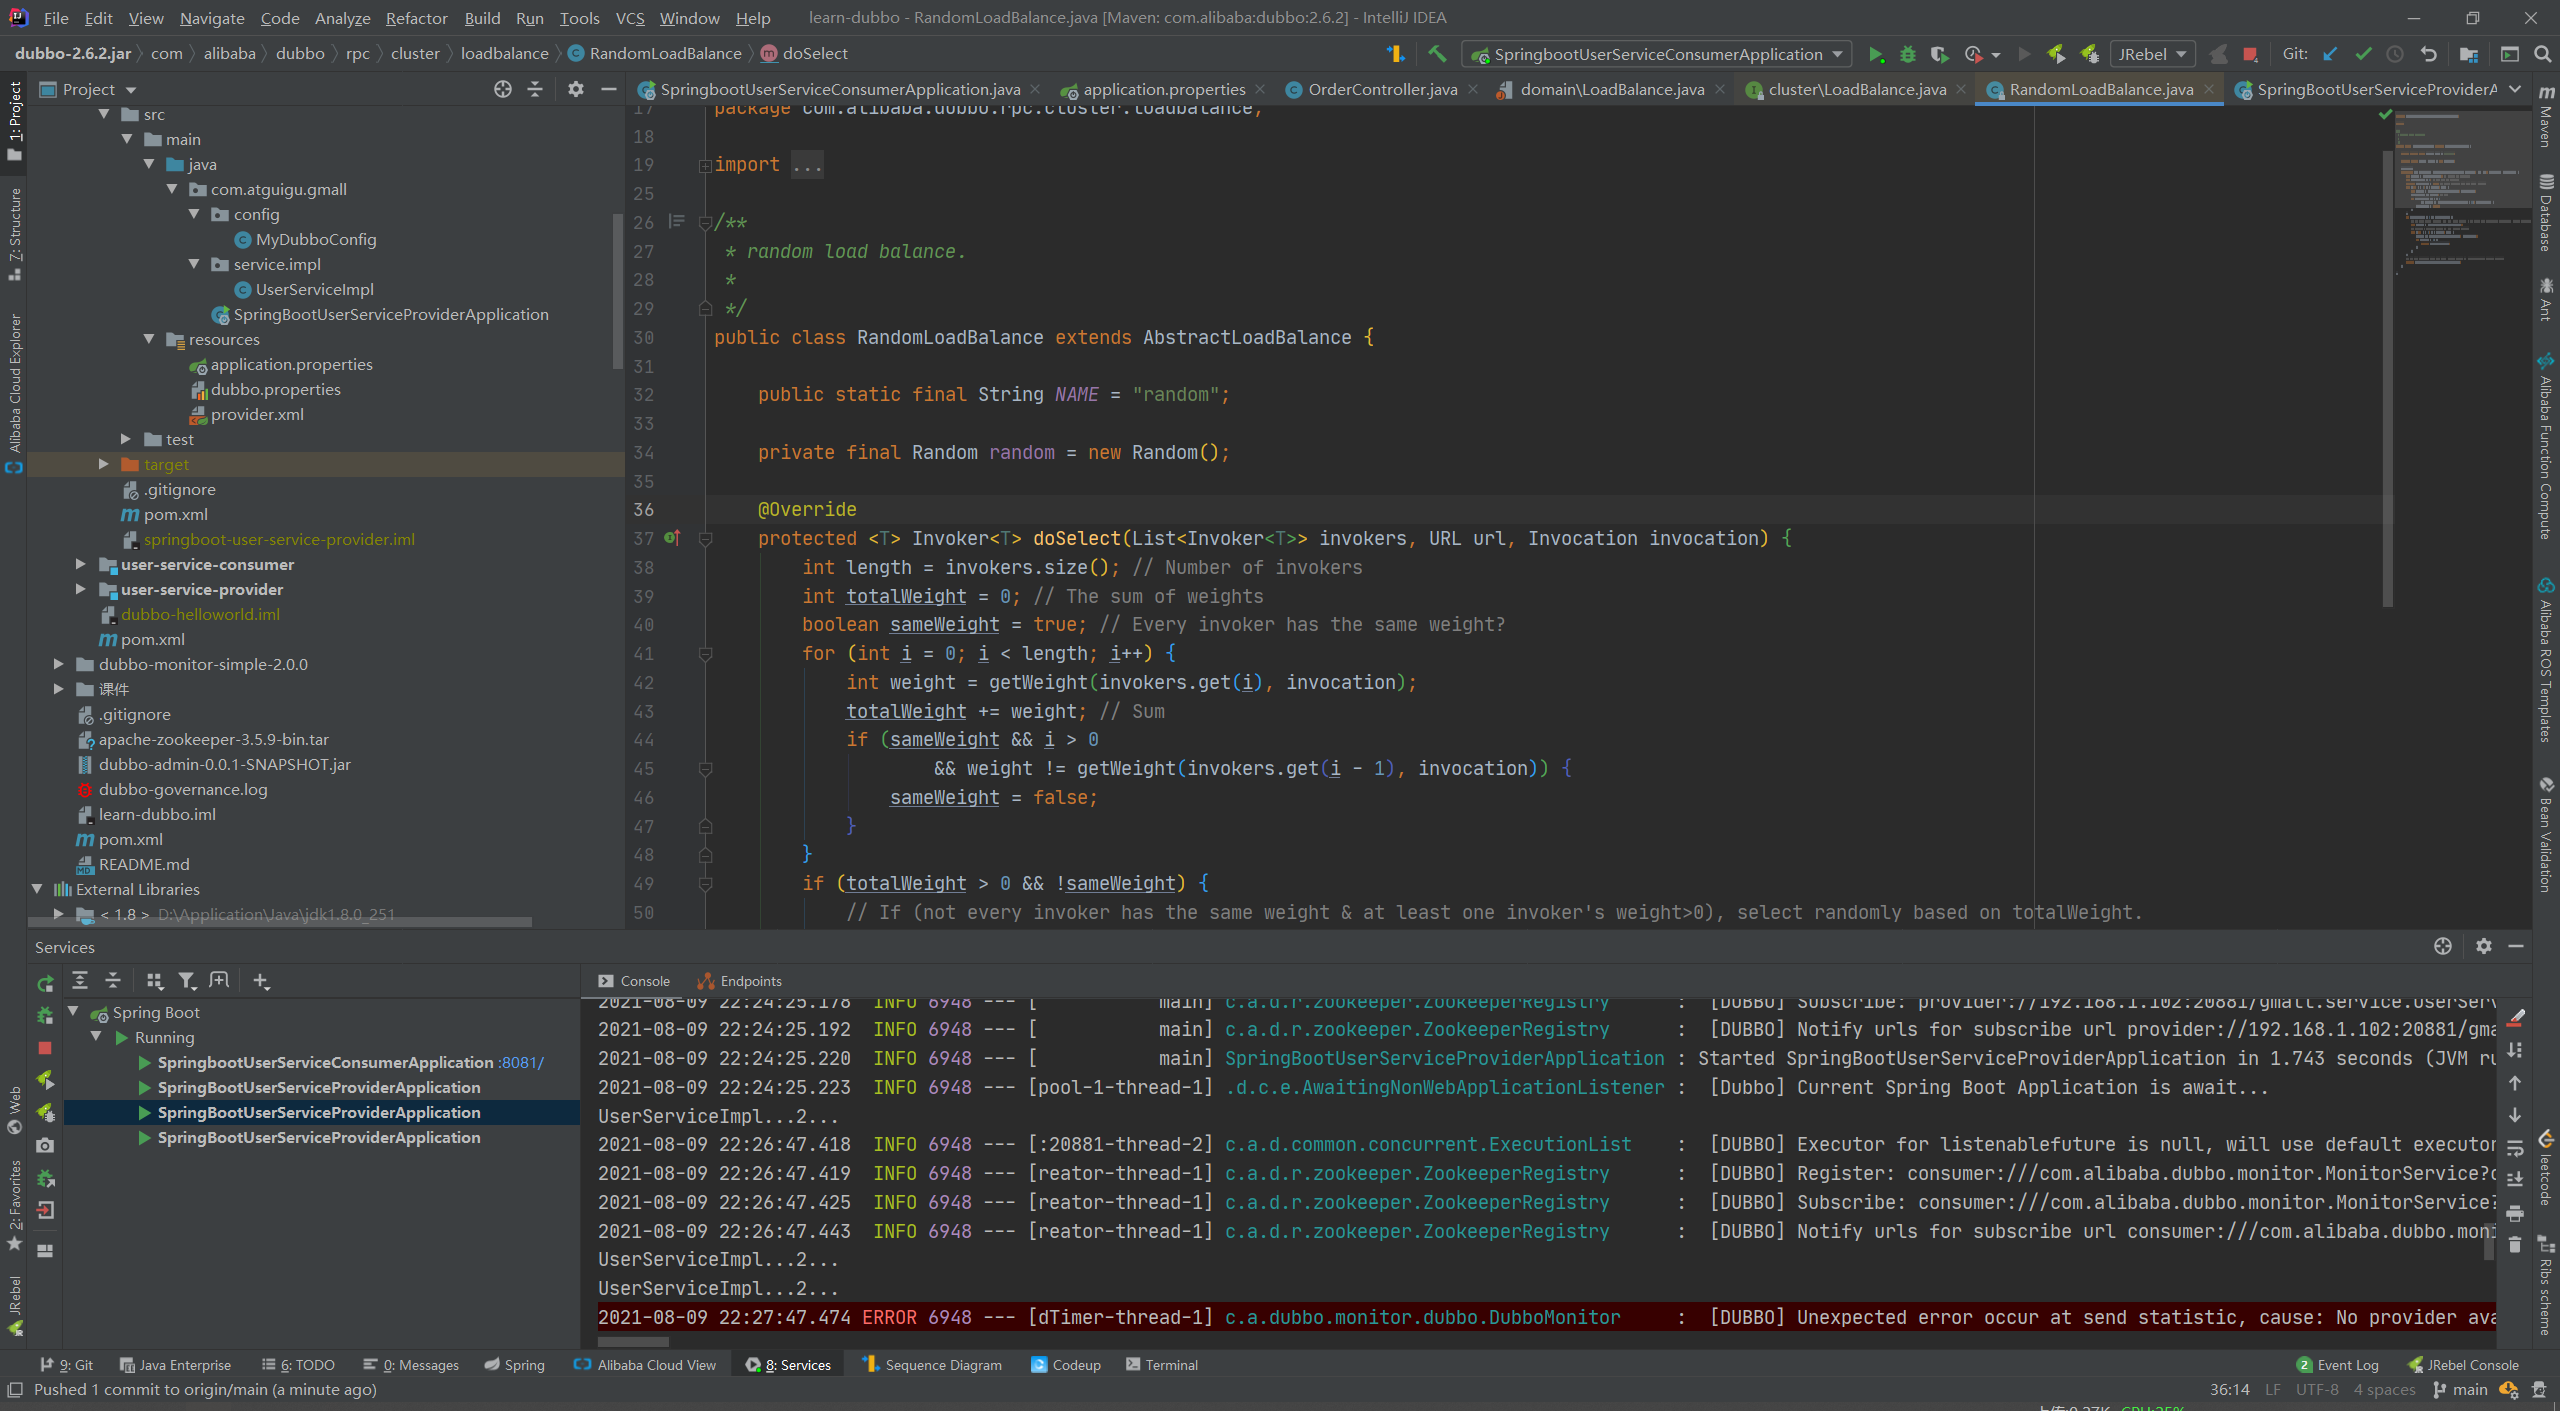 File Edit View Navigate Code Analyze Refactor Build Run Tools VCS Window Help learn-dubbo - RandomLoadBalance.java [Maven: com.alibaba:dubbo:2.6.2] - IntelliJ IDEA
dubbo-2.6.2.jar com alibaba dubbo rpc cluster loadbalance RandomLoadBalance doSelect SpringbootUserServiceConsumerApplication JRebel Git:
Project
SpringbootUserServiceConsumerApplication.java application.properties OrderController.java domain\LoadBalance.java cluster\LoadBalance.java RandomLoadBalance.java SpringBootUserServiceProviderA
1: Project
7: Structure
Alibaba Cloud Explorer
Web
2: Favorites
JRebel
src
main
java
com.atguigu.gmall
config
MyDubboConfig
service.impl
UserServiceImpl
SpringBootUserServiceProviderApplication
resources
application.properties
dubbo.properties
provider.xml
test
target
.gitignore
pom.xml
springboot-user-service-provider.iml
user-service-consumer
user-service-provider
dubbo-helloworld.iml
pom.xml
dubbo-monitor-simple-2.0.0
课件
.gitignore
apache-zookeeper-3.5.9-bin.tar
dubbo-admin-0.0.1-SNAPSHOT.jar
dubbo-governance.log
learn-dubbo.iml
pom.xml
README.md
External Libraries
< 1.8 > D:\Application\Java\jdk1.8.0_251
17 package com.alibaba.dubbo.rpc.cluster.loadbalance;
18
19 import ...
25
26 /**
27 * random load balance.
28 *
29 */
30 public class RandomLoadBalance extends AbstractLoadBalance {
31
32 public static final String NAME = "random";
33
34 private final Random random = new Random();
35
36 @Override
37 protected <T> Invoker<T> doSelect(List<Invoker<T>> invokers, URL url, Invocation invocation) {
38 int length = invokers.size(); // Number of invokers
39 int totalWeight = 0; // The sum of weights
40 boolean sameWeight = true; // Every invoker has the same weight?
41 for (int i = 0; i < length; i++) {
42 int weight = getWeight(invokers.get(i), invocation);
43 totalWeight += weight; // Sum
44 if (sameWeight && i > 0
45 && weight != getWeight(invokers.get(i - 1), invocation)) {
46 sameWeight = false;
47 }
48 }
49 if (totalWeight > 0 && !sameWeight) {
50 // If (not every invoker has the same weight & at least one invoker's weight>0), select randomly based on totalWeight.
Maven
Database
Ant
Alibaba Function Compute
Alibaba ROS Templates
Bean Validation
leetcode
Ribs scheme
Services
Spring Boot
Running
SpringbootUserServiceConsumerApplication :8081/
SpringBootUserServiceProviderApplication
SpringBootUserServiceProviderApplication
SpringBootUserServiceProviderApplication
Console Endpoints
2021-08-09 22:24:25.178 INFO 6948 --- [ main] c.a.d.r.zookeeper.ZookeeperRegistry : [DUBBO] Subscribe: provider://192.168.1.102:20881/gmall.service.UserServ
2021-08-09 22:24:25.192 INFO 6948 --- [ main] c.a.d.r.zookeeper.ZookeeperRegistry : [DUBBO] Notify urls for subscribe url provider://192.168.1.102:20881/gma
2021-08-09 22:24:25.220 INFO 6948 --- [ main] SpringBootUserServiceProviderApplication : Started SpringBootUserServiceProviderApplication in 1.743 seconds (JVM ru
2021-08-09 22:24:25.223 INFO 6948 --- [pool-1-thread-1] .d.c.e.AwaitingNonWebApplicationListener : [Dubbo] Current Spring Boot Application is await...
UserServiceImpl...2...
2021-08-09 22:26:47.418 INFO 6948 --- [:20881-thread-2] c.a.d.common.concurrent.ExecutionList : [DUBBO] Executor for listenablefuture is null, will use default executor
2021-08-09 22:26:47.419 INFO 6948 --- [reator-thread-1] c.a.d.r.zookeeper.ZookeeperRegistry : [DUBBO] Register: consumer:///com.alibaba.dubbo.monitor.MonitorService?c
2021-08-09 22:26:47.425 INFO 6948 --- [reator-thread-1] c.a.d.r.zookeeper.ZookeeperRegistry : [DUBBO] Subscribe: consumer:///com.alibaba.dubbo.monitor.MonitorService?
2021-08-09 22:26:47.443 INFO 6948 --- [reator-thread-1] c.a.d.r.zookeeper.ZookeeperRegistry : [DUBBO] Notify urls for subscribe url consumer:///com.alibaba.dubbo.moni
UserServiceImpl...2...
UserServiceImpl...2...
2021-08-09 22:27:47.474 ERROR 6948 --- [dTimer-thread-1] c.a.dubbo.monitor.dubbo.DubboMonitor : [DUBBO] Unexpected error occur at send statistic, cause: No provider ava
9: Git Java Enterprise 6: TODO 0: Messages Spring Alibaba Cloud View 8: Services Sequence Diagram Codeup Terminal 2 Event Log JRebel Console
Pushed 1 commit to origin/main (a minute ago) 36:14 LF UTF-8 4 spaces main